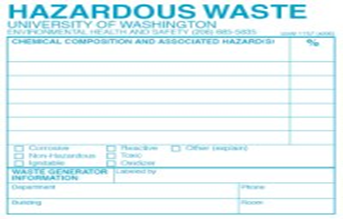 HAZARDOUS WASTE
UNIVERSITY OF WASHINGTON
ENVIRONMENTAL HEALTH AND SAFETY (206) 685-5835
CHEMICAL COMPOSITION AND ASSOCIATED HAZARD(S) %
Corrosive Reactive Other (explain)
Non-Hazardous Toxic
Ignitable Oxidizer
WASTE GENERATOR INFORMATION Labeled by
Department Phone
Building Room